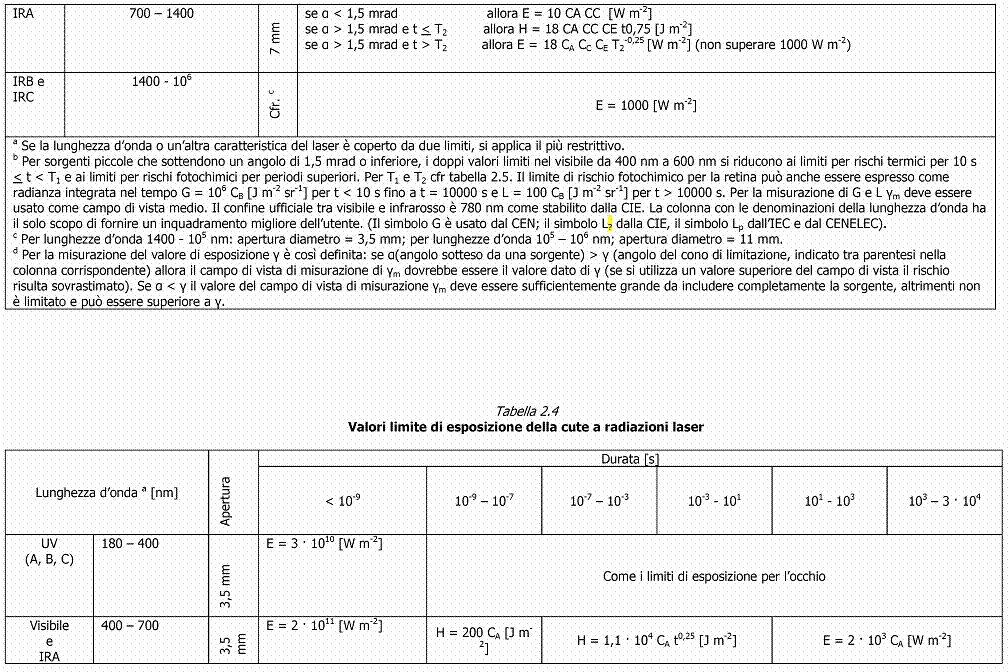 IRA 700 – 1400 7 mm se α < 1,5 mrad allora E = 10 CA CC [W m-2]
se α > 1,5 mrad e t ≤ T2 allora H = 18 CA CC CE t0,75 [J m-2]
se α > 1,5 mrad e t > T2 allora E = 18 CA CC CE T2-0,25 [W m-2] (non superare 1000 W m-2)
IRB e IRC 1400 - 106 Cfr. c E = 1000 [W m-2]
a Se la lunghezza d'onda o un'altra caratteristica del laser è coperto da due limiti, si applica il più restrittivo.
b Per sorgenti piccole che sottendono un angolo di 1,5 mrad o inferiore, i doppi valori limiti nel visibile da 400 nm a 600 nm si riducono ai limiti per rischi termici per 10 s
≤ t < T1 e ai limiti per rischi fotochimici per periodi superiori. Per T1 e T2 cfr tabella 2.5. Il limite di rischio fotochimico per la retina può anche essere espresso come
radianza integrata nel tempo G = 106 CB [J m-2 sr-1] per t < 10 s fino a t = 10000 s e L = 100 CB [J m-2 sr-1] per t > 10000 s. Per la misurazione di G e L γm deve essere
usato come campo di vista medio. Il confine ufficiale tra visibile e infrarosso è 780 nm come stabilito dalla CIE. La colonna con le denominazioni della lunghezza d'onda ha
il solo scopo di fornire un inquadramento migliore dell'utente. (Il simbolo G è usato dal CEN; il simbolo L? dalla CIE, il simbolo Lp dall'IEC e dal CENELEC).
c Per lunghezze d'onda 1400 - 105 nm: apertura diametro = 3,5 mm; per lunghezze d'onda 105 – 106 nm; apertura diametro = 11 mm.
d Per la misurazione del valore di esposizione γ è così definita: se α(angolo sotteso da una sorgente) > γ (angolo del cono di limitazione, indicato tra parentesi nella
colonna corrispondente) allora il campo di vista di misurazione di γm dovrebbe essere il valore dato di γ (se si utilizza un valore superiore del campo di vista il rischio
risulta sovrastimato). Se α < γ il valore del campo di vista di misurazione γm deve essere sufficientemente grande da includere completamente la sorgente, altrimenti non
è limitato e può essere superiore a γ.
Tabella 2.4
Valori limite di esposizione della cute a radiazioni laser
Lunghezza d'onda a [nm] Apertura Durata [s]
< 10-9 10-9 – 10-7 10-7 – 10-3 10-3 - 101 101 - 103 103 – 3 · 104
UV (A, B, C) 180 – 400 3,5 mm E = 3 · 1010 [W m-2] Come i limiti di esposizione per l'occhio
Visibile e IRA 400 – 700 3,5 mm E = 2 · 1011 [W m-2] H = 200 CA [J m-2] H = 1,1 · 104 CA t0,25 [J m-2] E = 2 · 103 CA [W m-2]